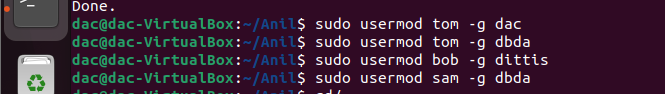 Done.
dac@dac-VirtualBox:~/Anil$ sudo usermod tom -g dac
dac@dac-VirtualBox:~/Anil$ sudo usermod tom -g dbda
dac@dac-VirtualBox:~/Anil$ sudo usermod bob -g dittis
dac@dac-VirtualBox:~/Anil$ sudo usermod sam -g dbda